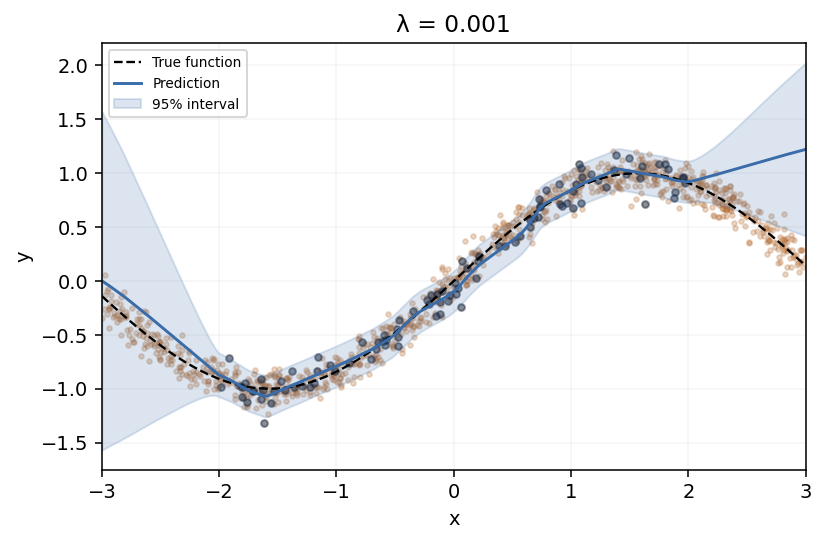 λ = 0.001
True function
Prediction
95% interval
y
2.0
1.5
1.0
0.5
0.0
−0.5
−1.0
−1.5
−3 −2 −1 0 1 2 3
x